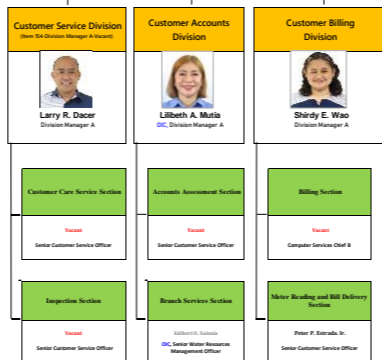 Customer Service Division
(Item 154-Division Manager A-Vacant)
Larry R. Dacer
Division Manager A
Customer Care Service Section
Vacant
Senior Customer Service Officer
Inspection Section
Vacant
Senior Customer Service Officer
Customer Accounts
Division
Lilibeth A. Mutia
OIC, Division Manager A
Accounts Assessment Section
Vacant
Senior Customer Service Officer
Branch Services Section
OIC, Senior Water Resources
Management Officer
Customer Billing
Division
Shirdy E. Wao
Division Manager A
Billing Section
Vacant
Computer Services Chief B
Meter Reading and Bill Delivery
Section
Peter P. Estrada, Jr.
Senior Customer Service Officer